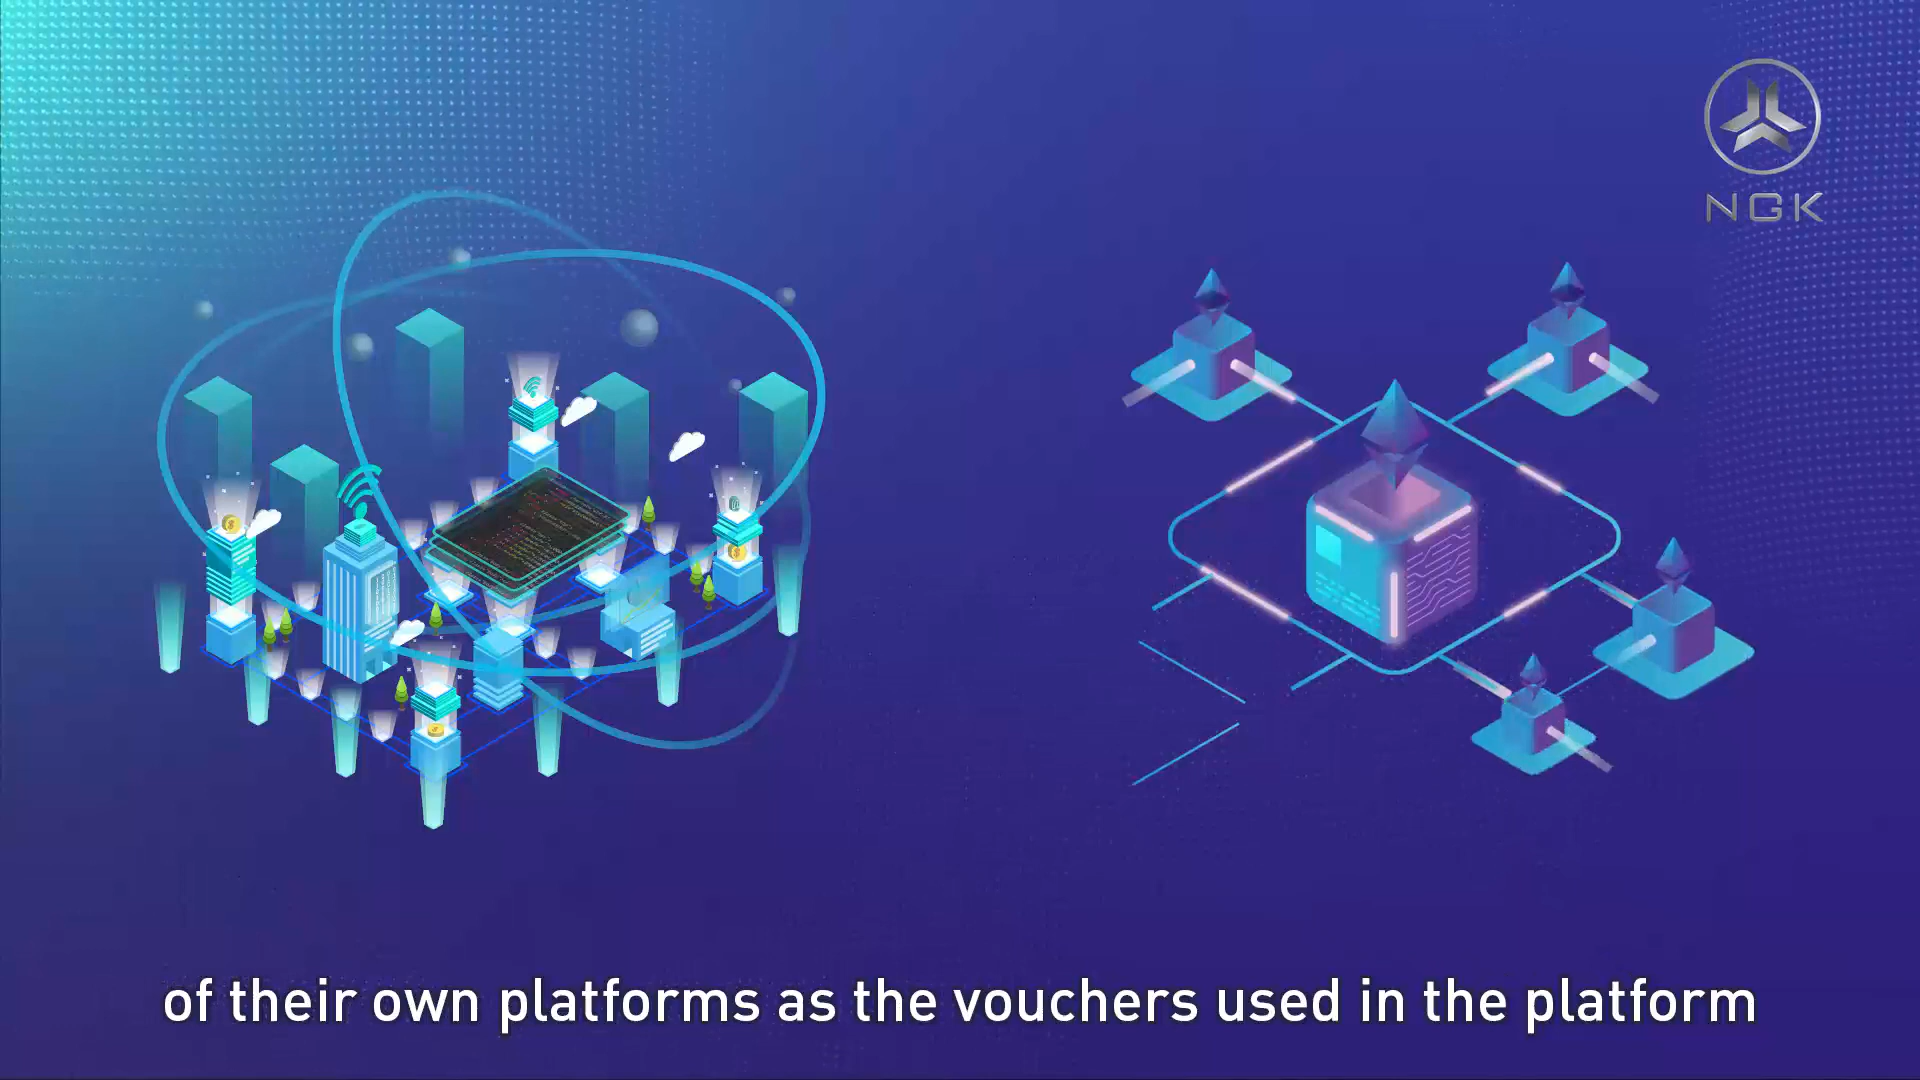 NGK
of their own platforms as the vouchers used in the platform